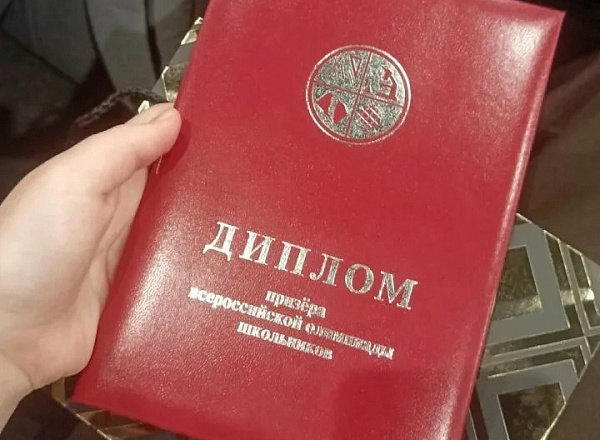 ДИПЛОМ
призёра
всероссийской олимпиады
школьников